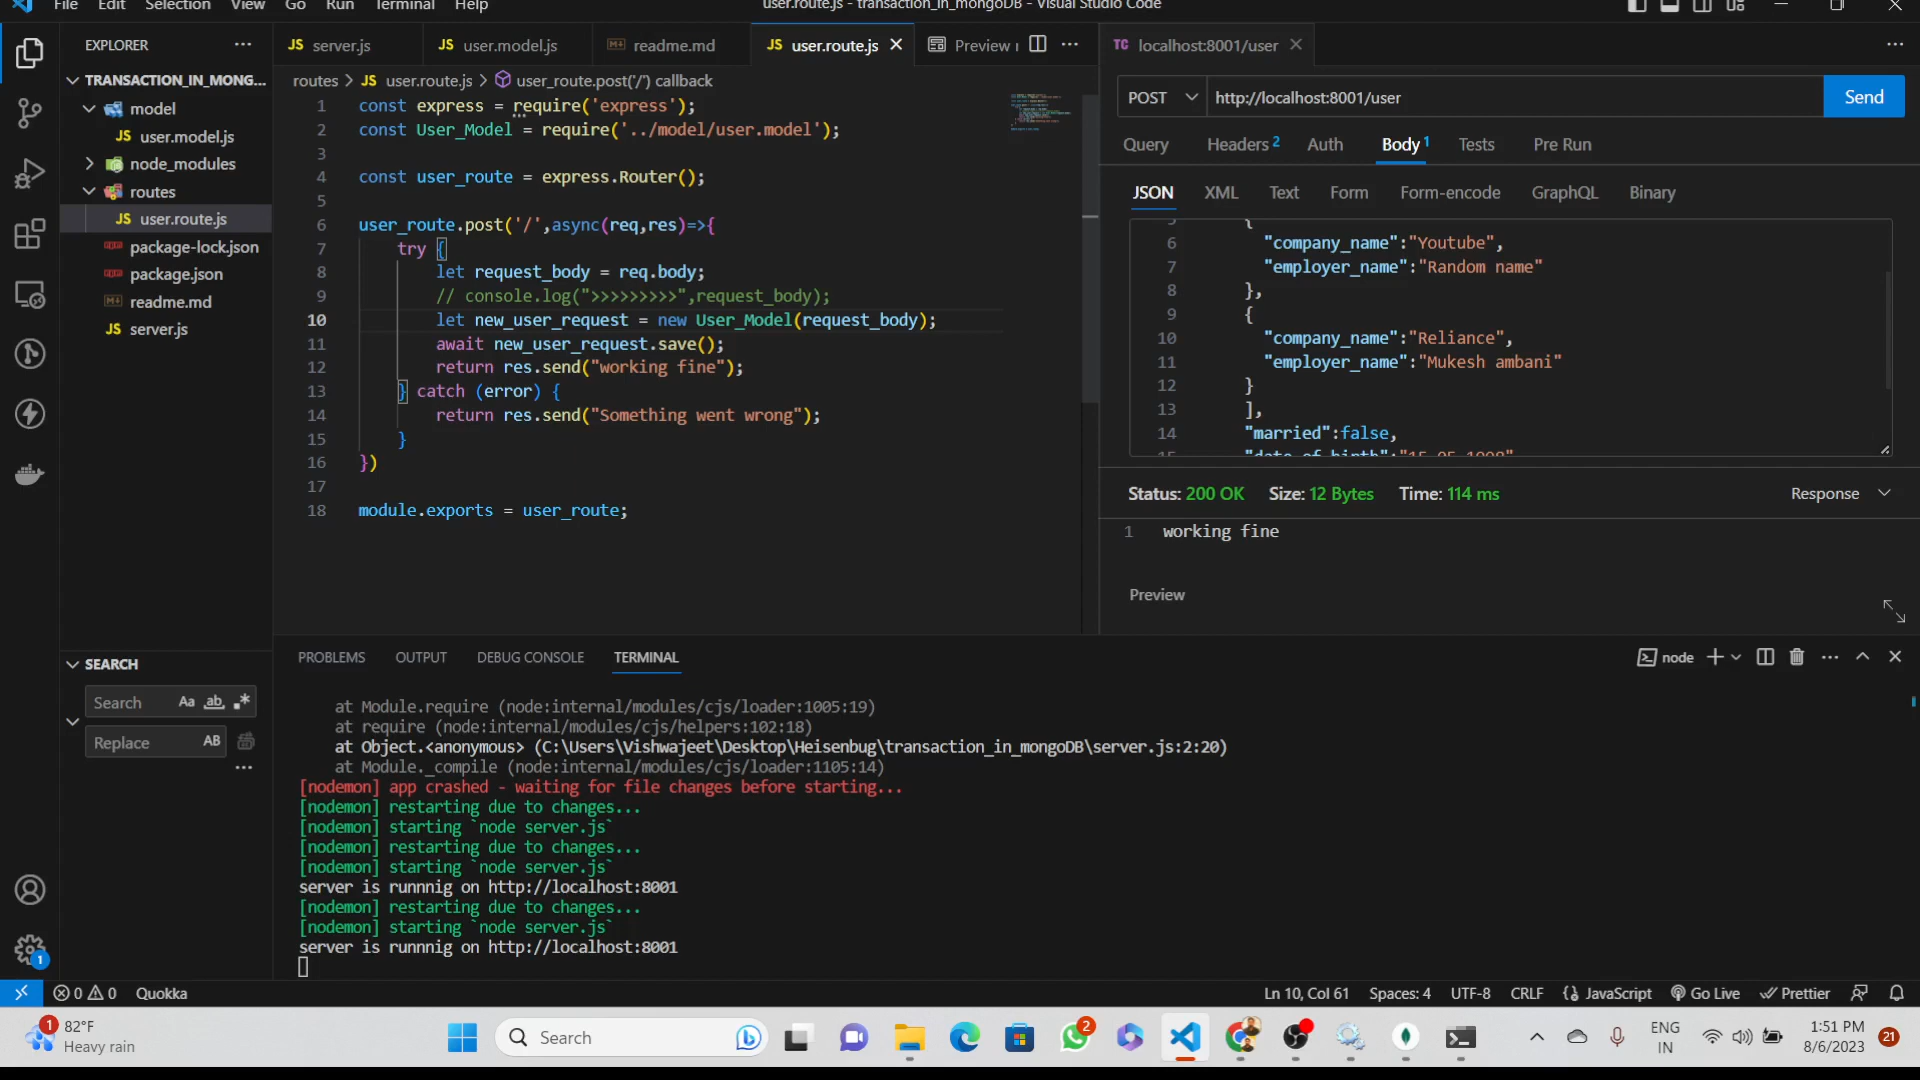 File Edit Selection View Go Run Terminal Help
user.route.js - transaction_in_mongoDB - Visual Studio Code
EXPLORER
TRANSACTION_IN_MONG...
model
user.model.js
node_modules
routes
user.route.js
package-lock.json
package.json
readme.md
server.js
SEARCH
Search
Replace
server.js
user.model.js
readme.md
user.route.js
Preview
routes > user.route.js > user_route.post('/') callback
1 const express = require('express');
2 const User_Model = require('../model/user.model');
3
4 const user_route = express.Router();
5
6 user_route.post('/',async(req,res)=>{
7 try {
8 let request_body = req.body;
9 // console.log(">>>>>>>>>",request_body);
10 let new_user_request = new User_Model(request_body);
11 await new_user_request.save();
12 return res.send("working fine");
13 } catch (error) {
14 return res.send("Something went wrong");
15 }
16 })
17
18 module.exports = user_route;
TC localhost:8001/user
POST http://localhost:8001/user Send
Query Headers 2 Auth Body 1 Tests Pre Run
JSON XML Text Form Form-encode GraphQL Binary
{
6 "company_name":"Youtube",
7 "employer_name":"Random name"
8 },
9 {
10 "company_name":"Reliance",
11 "employer_name":"Mukesh ambani"
12 }
13 ],
14 "married":false,
Status: 200 OK Size: 12 Bytes Time: 114 ms Response
1 working fine
Preview
PROBLEMS OUTPUT DEBUG CONSOLE TERMINAL
node
at Module.require (node:internal/modules/cjs/loader:1005:19)
at require (node:internal/modules/cjs/helpers:102:18)
at Object.<anonymous> (C:\Users\Vishwajeet\Desktop\Heisenbug\transaction_in_mongoDB\server.js:2:20)
at Module._compile (node:internal/modules/cjs/loader:1105:14)
[nodemon] app crashed - waiting for file changes before starting...
[nodemon] restarting due to changes...
[nodemon] starting `node server.js`
[nodemon] restarting due to changes...
[nodemon] starting `node server.js`
server is runnnig on http://localhost:8001
[nodemon] restarting due to changes...
[nodemon] starting `node server.js`
server is runnnig on http://localhost:8001
0 0 Quokka
Ln 10, Col 61 Spaces: 4 UTF-8 CRLF JavaScript Go Live Prettier
1 82°F
Heavy rain
Search
2
ENG
IN
1:51 PM
8/6/2023
21